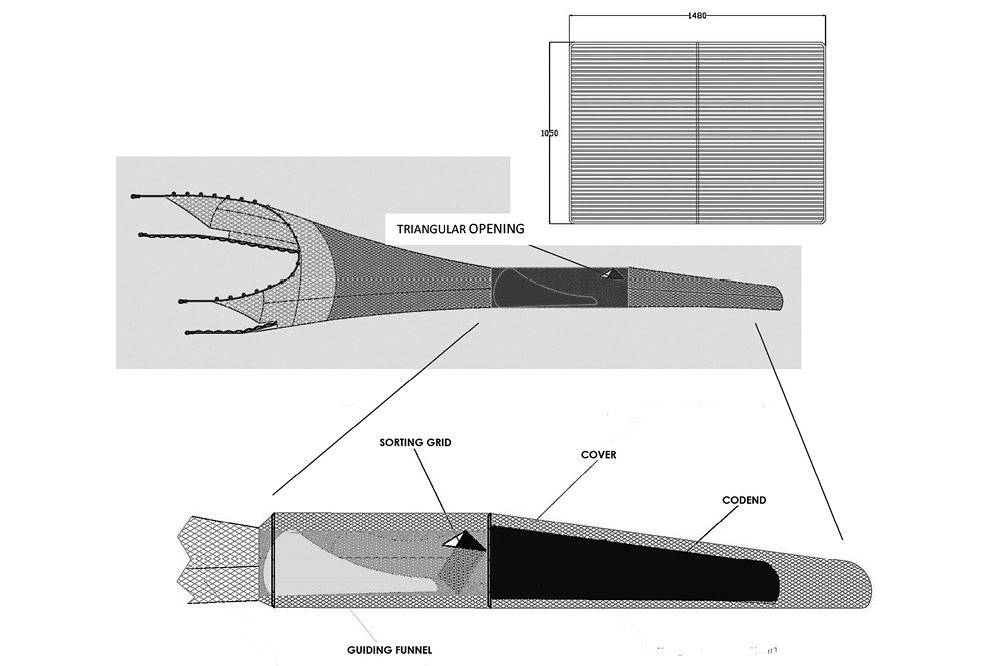 1480
1050
TRIANGULAR OPENING
SORTING GRID
COVER
CODEND
GUIDING FUNNEL